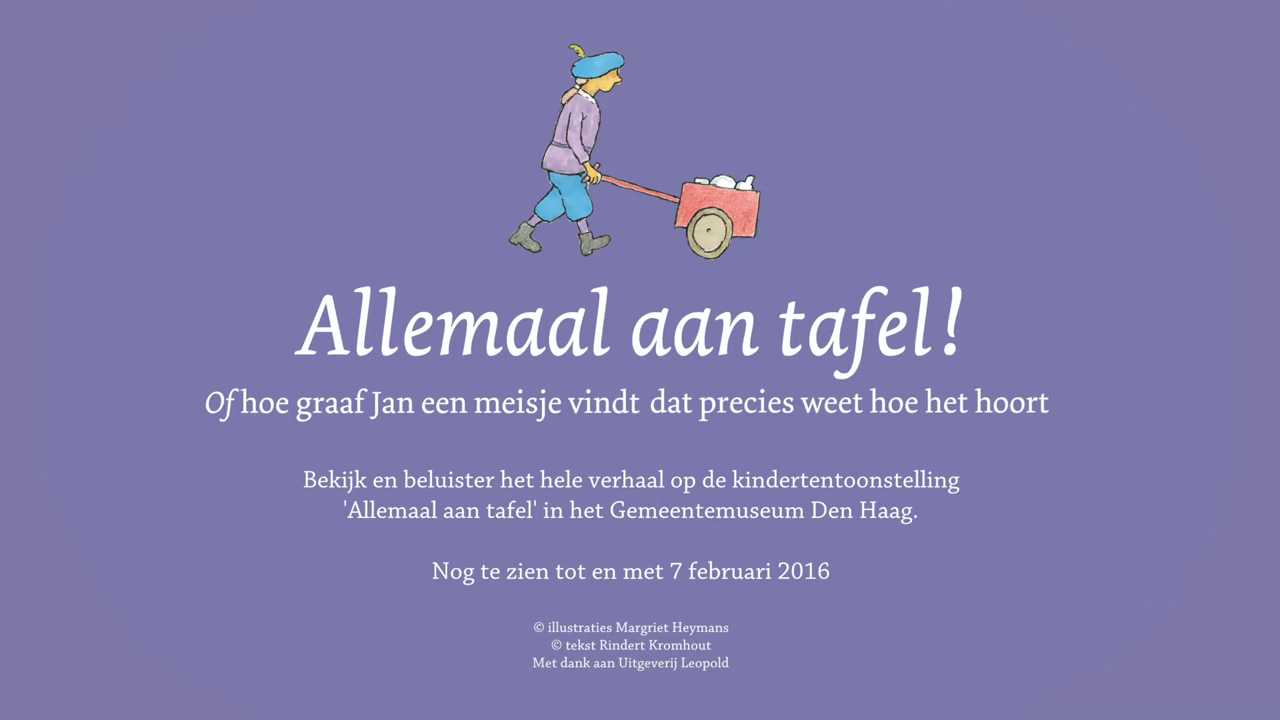 Allemaal aan tafel!
Of hoe graaf Jan een meisje vindt dat precies weet hoe het hoort
Bekijk en beluister het hele verhaal op de kindertentoonstelling
'Allemaal aan tafel' in het Gemeentemuseum Den Haag.
Nog te zien tot en met 7 februari 2016
© illustraties Margriet Heymans
© tekst Rindert Kromhout
Met dank aan Uitgeverij Leopold